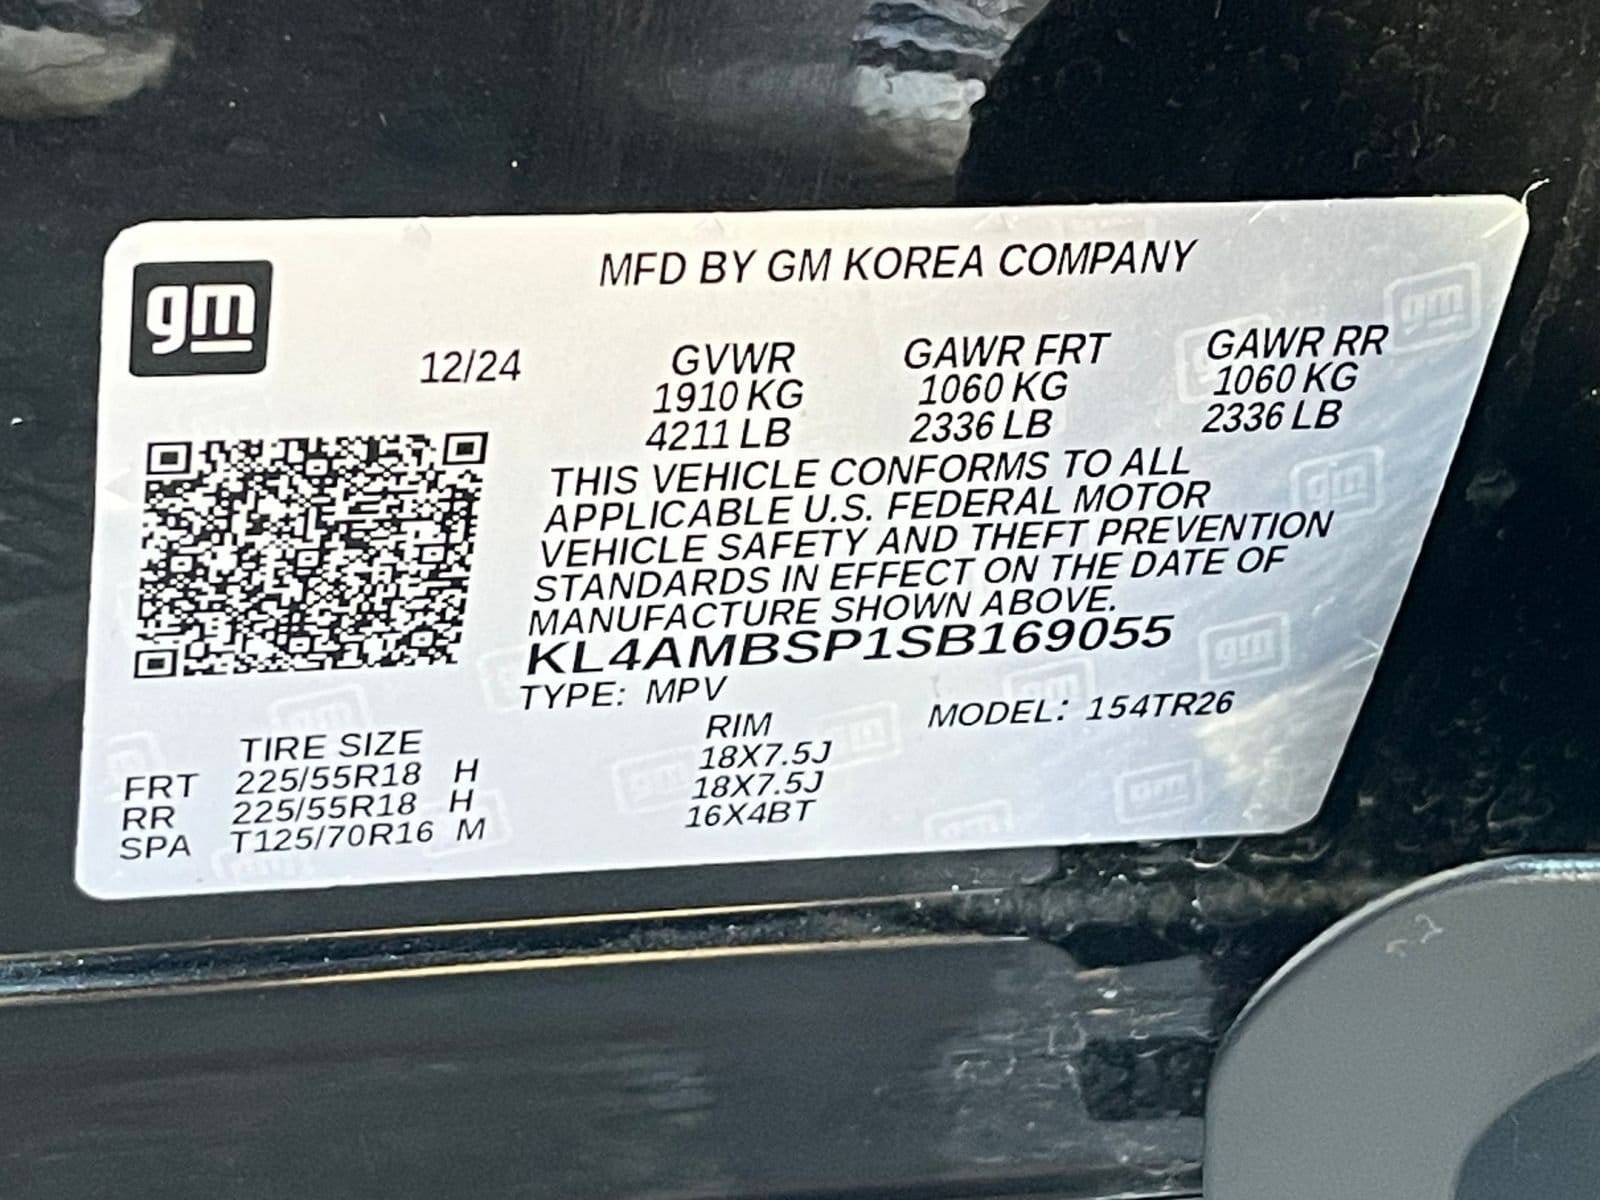 gm
MFD BY GM KOREA COMPANY
12/24
GVWR GAWR FRT GAWR RR
1910 KG 1060 KG 1060 KG
4211 LB 2336 LB 2336 LB
THIS VEHICLE CONFORMS TO ALL
APPLICABLE U.S. FEDERAL MOTOR
VEHICLE SAFETY AND THEFT PREVENTION
STANDARDS IN EFFECT ON THE DATE OF
MANUFACTURE SHOWN ABOVE.
KL4AMBSP1SB169055
TYPE: MPV MODEL: 154TR26
TIRE SIZE RIM
FRT 225/55R18 H 18X7.5J
RR 225/55R18 H 18X7.5J
SPA T125/70R16 M 16X4BT